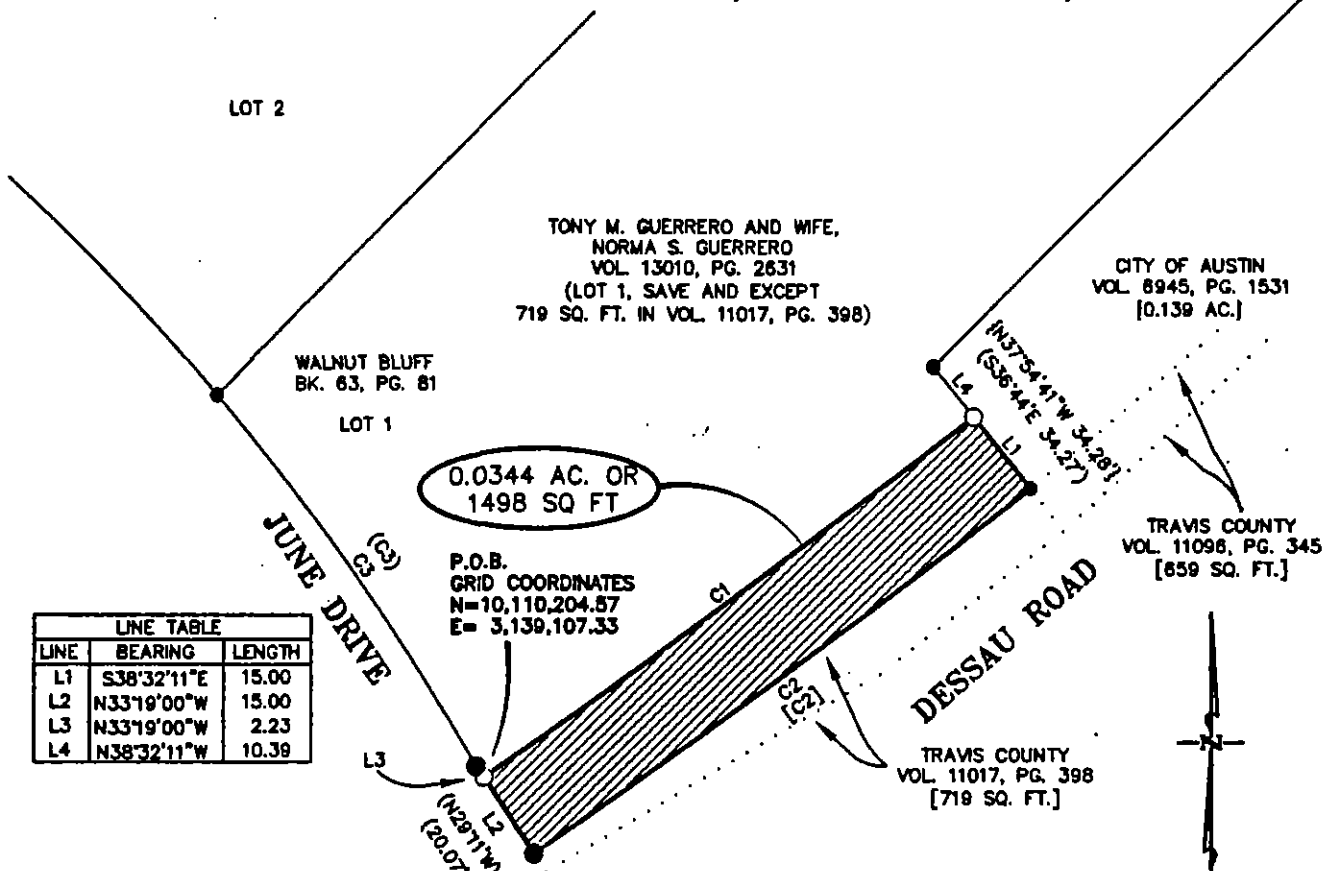 LOT 2
TONY M. GUERRERO AND WIFE,
NORMA S. GUERRERO
VOL. 13010, PG. 2631
(LOT 1, SAVE AND EXCEPT
719 SQ. FT. IN VOL. 11017, PG. 398)
CITY OF AUSTIN
VOL. 6945, PG. 1531
[0.139 AC.]
WALNUT BLUFF
BK. 63, PG. 81
LOT 1
{N37°54'41"W 34.28'}
(S36°44'E 34.27')
L4
L1
0.0344 AC. OR
1498 SQ FT
TRAVIS COUNTY
VOL. 11096, PG. 345
[659 SQ. FT.]
JUNE DRIVE
(C3)
C3
P.O.B.
GRID COORDINATES
N=10,110,204.57
E= 3,139,107.33
C1
DESSAU ROAD
C2
[C2]
LINE TABLE
LINE BEARING LENGTH
L1 S38°32'11"E 15.00
L2 N33°19'00"W 15.00
L3 N33°19'00"W 2.23
L4 N38°32'11"W 10.39
L3
L2
(N29°11'W)
(20.07'
TRAVIS COUNTY
VOL. 11017, PG. 398
[719 SQ. FT.]
N